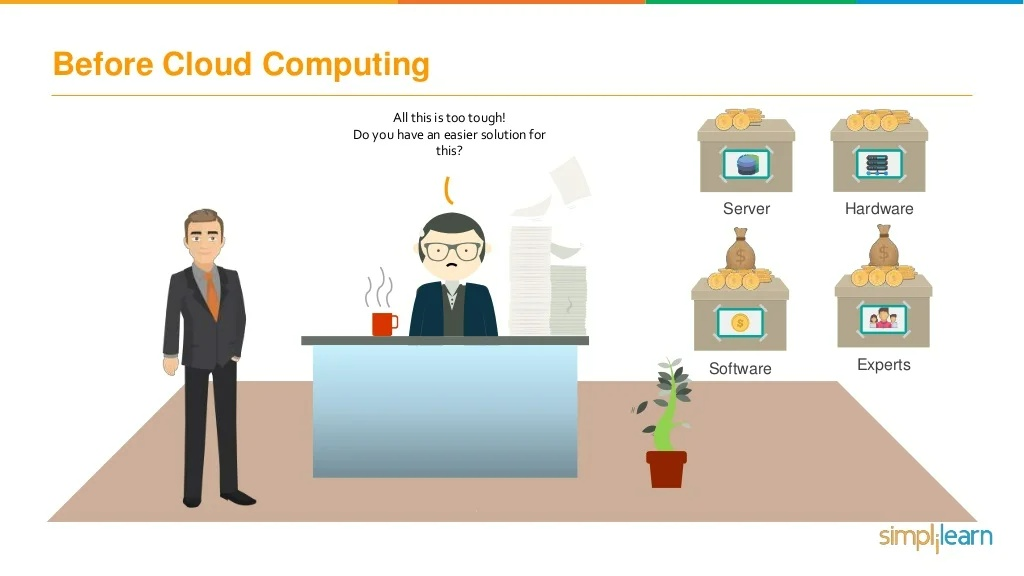 Before Cloud Computing
All this is too tough!
Do you have an easier solution for
this?
Server
Hardware
Software
Experts
simplilearn